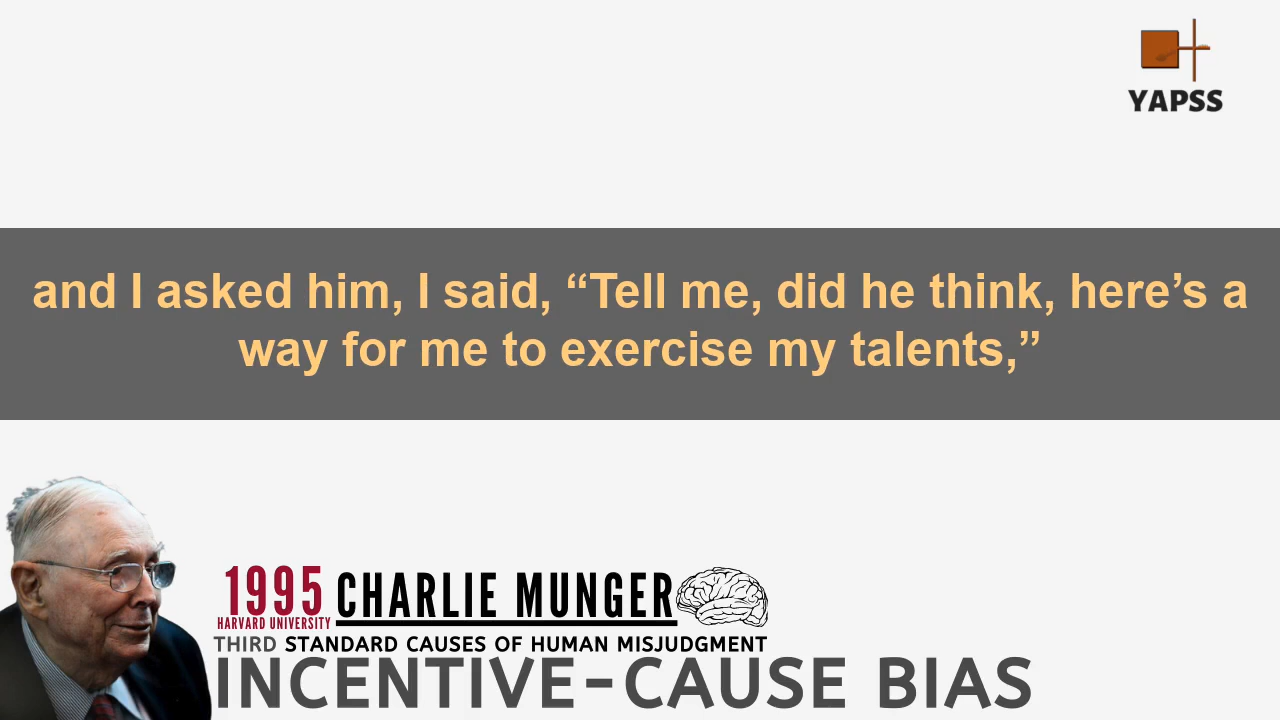 YAPSS
and I asked him, I said, “Tell me, did he think, here’s a
way for me to exercise my talents,”
1995 CHARLIE MUNGER
HARVARD UNIVERSITY
THIRD STANDARD CAUSES OF HUMAN MISJUDGMENT
INCENTIVE-CAUSE BIAS